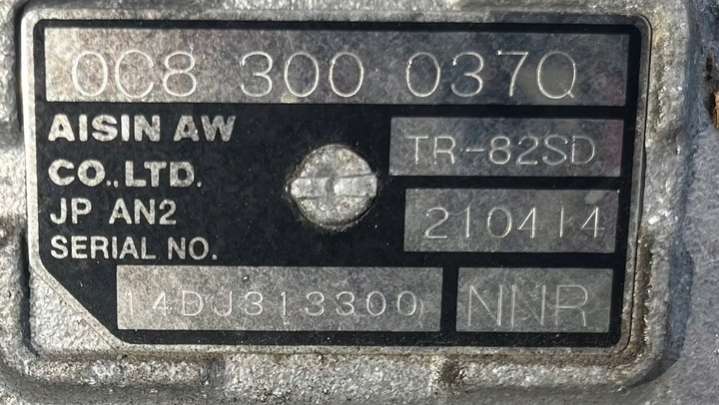 0C8 300 037Q
AISIN AW
CO.,LTD.
JP AN2
SERIAL NO.
TR-82SD
210414
14DJ313300
NNR